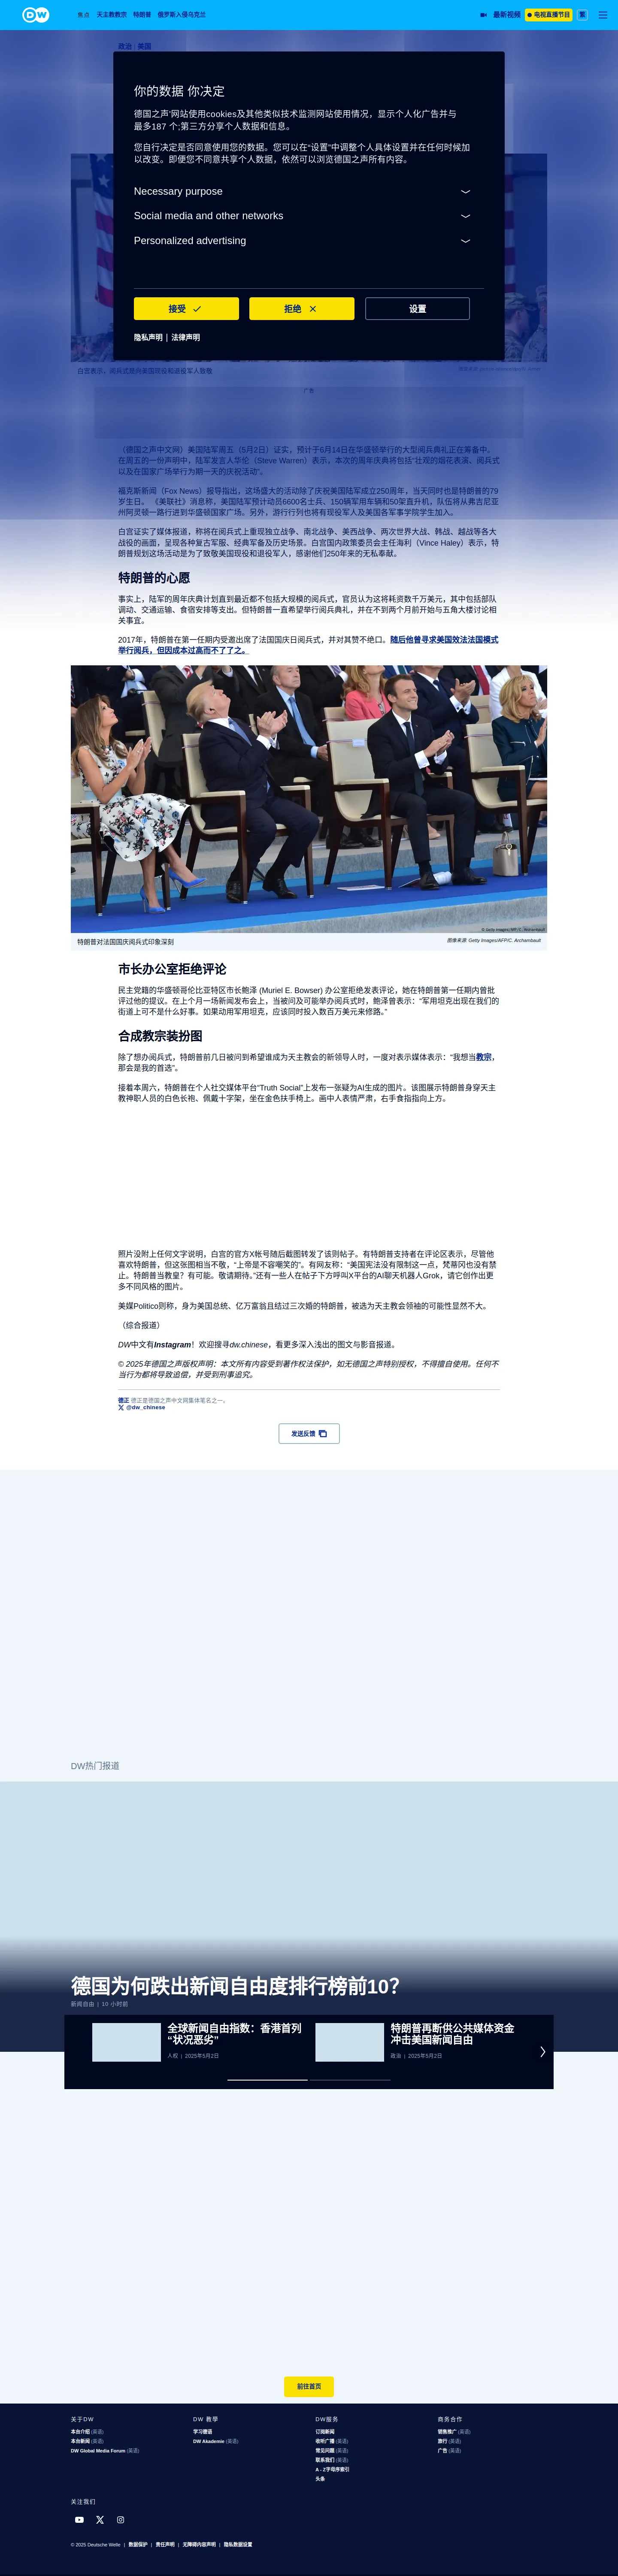 DW
焦点 天主教教宗 特朗普 俄罗斯入侵乌克兰
最新视频 电视直播节目 繁
政治 | 美国
你的数据 你决定
德国之声‘网站使用cookies及其他类似技术监测网站使用情况，显示个人化广告并与
最多187 个;第三方分享个人数据和信息。
您自行决定是否同意使用您的数据。您可以在“设置”中调整个人具体设置并在任何时候加
以改变。即便您不同意共享个人数据，依然可以浏览德国之声所有内容。
Necessary purpose
Social media and other networks
Personalized advertising
接受
拒绝
设置
隐私声明 | 法律声明
白宫表示，阅兵式意向美国现役和退役军人致敬
广告
（德国之声中文网）美国陆军周五（5月2日）证实，预计于6月14日在华盛顿举行的大型阅兵典礼正在筹备中。
在周五的一份声明中，陆军发言人华伦（Steve Warren）表示，本次的周年庆典将包括“壮观的烟花表演、阅兵式
以及在国家广场举行为期一天的庆祝活动”。
福克斯新闻（Fox News）报导指出，这场盛大的活动除了庆祝美国陆军成立250周年，当天同时也是特朗普的79
岁生日。 《美联社》消息称，美国陆军预计动员6600名士兵、150辆军用车辆和50架直升机，队伍将从弗吉尼亚
州阿灵顿一路行进到华盛顿国家广场。另外，游行行列也将有现役军人及美国各军事学院学生加入。
白宫证实了媒体报道，称将在阅兵式上重现独立战争、南北战争、美西战争、两次世界大战、韩战、越战等各大
战役的画面，呈现各种复古军服、经典军备及历史场景。白宫国内政策委员会主任海利（Vince Haley）表示，特
朗普规划这场活动是为了致敬美国现役和退役军人，感谢他们250年来的无私奉献。
特朗普的心愿
事实上，陆军的周年庆典计划直到最近都不包括大规模的阅兵式，官员认为这将耗资数千万美元，其中包括部队
调动、交通运输、食宿安排等支出。但特朗普一直希望举行阅兵典礼，并在不到两个月前开始与五角大楼讨论相
关事宜。
2017年，特朗普在第一任期内受邀出席了法国国庆日阅兵式，并对其赞不绝口。随后他曾寻求美国效法法国模式
举行阅兵，但因成本过高而不了了之。
© Getty Images/AFP/C. Archambault
特朗普对法国国庆阅兵式印象深刻
图像来源: Getty Images/AFP/C. Archambault
市长办公室拒绝评论
民主党籍的华盛顿哥伦比亚特区市长鲍泽 (Muriel E. Bowser) 办公室拒绝发表评论，她在特朗普第一任期内曾批
评过他的提议。在上个月一场新闻发布会上，当被问及可能举办阅兵式时，鲍泽曾表示：“军用坦克出现在我们的
街道上可不是什么好事。如果动用军用坦克，应该同时投入数百万美元来修路。”
合成教宗装扮图
除了想办阅兵式，特朗普前几日被问到希望谁成为天主教会的新领导人时，一度对表示媒体表示：“我想当教宗，
那会是我的首选”。
接着本周六，特朗普在个人社交媒体平台“Truth Social”上发布一张疑为AI生成的图片。该图展示特朗普身穿天主
教神职人员的白色长袍、佩戴十字架，坐在金色扶手椅上。画中人表情严肃，右手食指指向上方。
照片没附上任何文字说明，白宫的官方X帐号随后截图转发了该则帖子。有特朗普支持者在评论区表示，尽管他
喜欢特朗普，但这张图相当不敬，“上帝是不容嘲笑的”。有网友称：“美国宪法没有限制这一点，梵蒂冈也没有禁
止。特朗普当教皇？有可能。敬请期待。”还有一些人在帖子下方呼叫X平台的AI聊天机器人Grok，请它创作出更
多不同风格的图片。
美媒Politico则称，身为美国总统、亿万富翁且结过三次婚的特朗普，被选为天主教会领袖的可能性显然不大。
（综合报道）
DW中文有Instagram！欢迎搜寻dw.chinese，看更多深入浅出的图文与影音报道。
© 2025年德国之声版权声明：本文所有内容受到著作权法保护，如无德国之声特别授权，不得擅自使用。任何不
当行为都将导致追偿，并受到刑事追究。
德正 德正是德国之声中文网集体笔名之一。
@dw_chinese
发送反馈
DW热门报道
德国为何跌出新闻自由度排行榜前10？
新闻自由 | 10 小时前
全球新闻自由指数：香港首列
“状况恶劣”
人权 | 2025年5月2日
特朗普再断供公共媒体资金
冲击美国新闻自由
政治 | 2025年5月2日
前往首页
关于DW
本台介绍 (英语)
本台新闻 (英语)
DW Global Media Forum (英语)
DW 教學
学习德语
DW Akademie (英语)
DW服务
订阅新闻
收听广播 (英语)
常见问题 (英语)
联系我们 (英语)
A - Z字母序索引
头条
商务合作
销售推广 (英语)
旅行 (英语)
广告 (英语)
关注我们
© 2025 Deutsche Welle | 数据保护 | 责任声明 | 无障碍内容声明 | 隐私数据设置